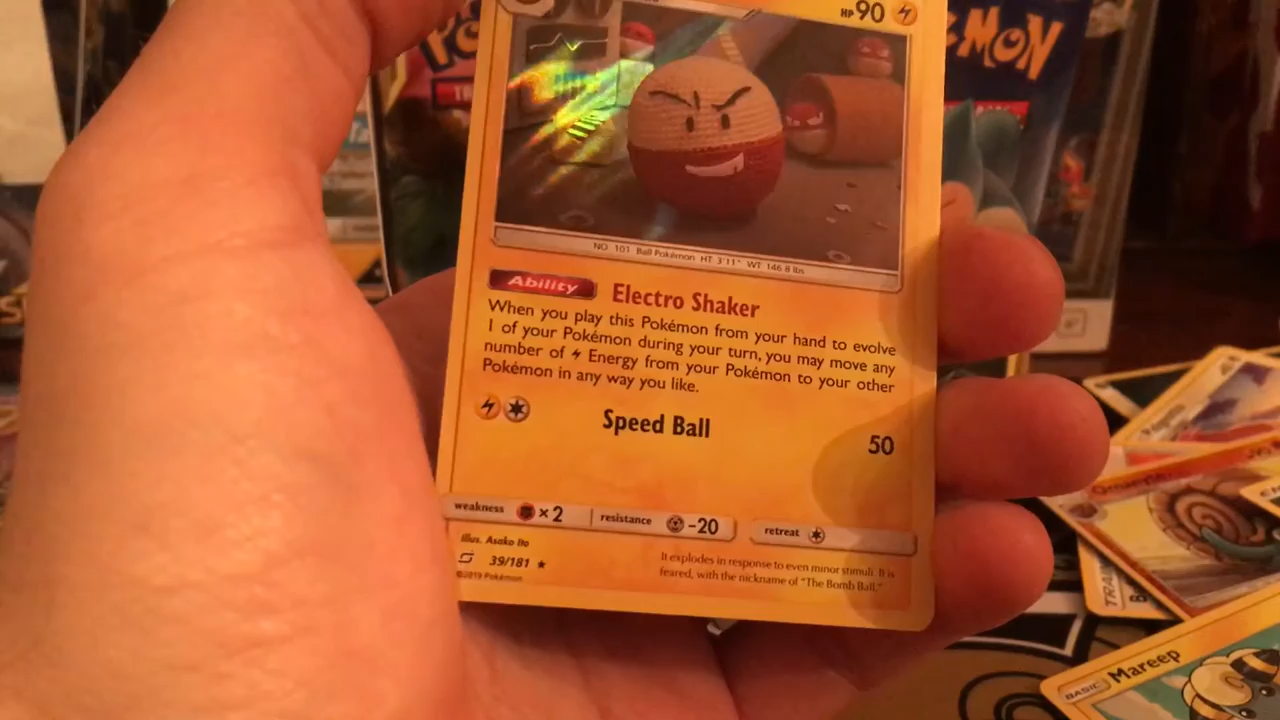 HP 90
MON
NO 101 Ball Pokémon HT 3'11" WT 146.8 lbs
Ability Electro Shaker
When you play this Pokémon from your hand to evolve
1 of your Pokémon during your turn, you may move any
number of Energy from your Pokémon to your other
Pokémon in any way you like.
Speed Ball 50
weakness ×2 resistance -20 retreat
Illus. Asako Ito
39/181
©2019 Pokémon
It explodes in response to even minor stimuli. It is
feared, with the nickname of "The Bomb Ball."
BASIC Mareep